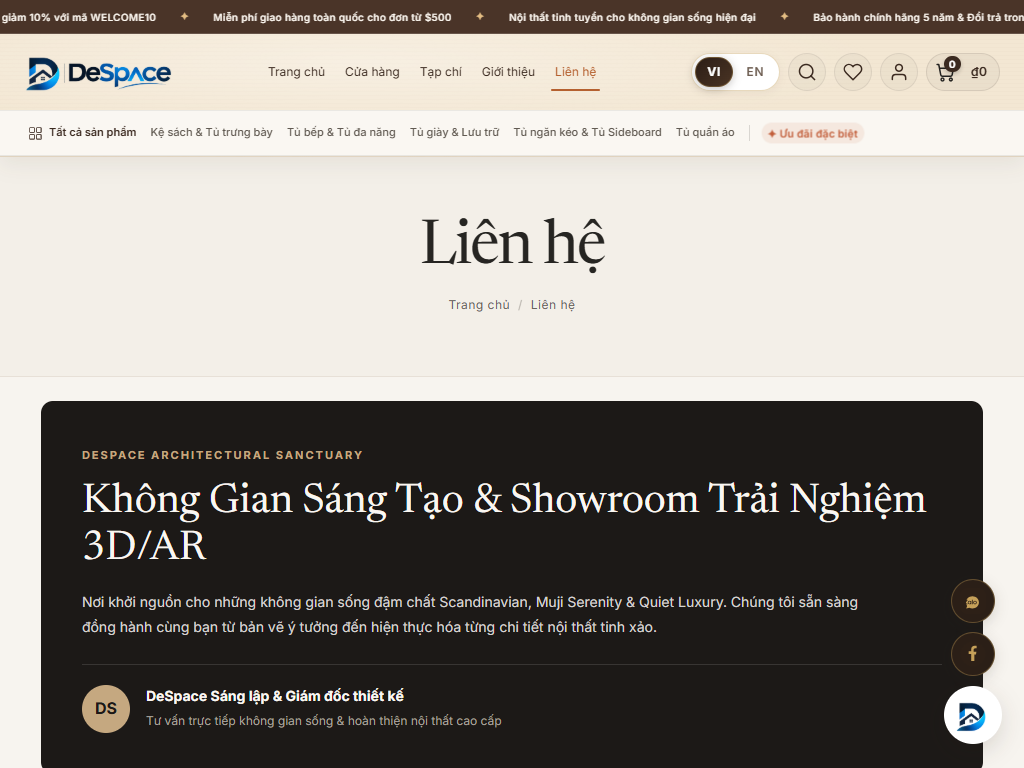 giảm 10% với mã WELCOME10 ✦ Miễn phí giao hàng toàn quốc cho đơn từ $500 ✦ Nội thất tinh tuyển cho không gian sống hiện đại ✦ Bảo hành chính hãng 5 năm & Đổi trả tron
DeSpace
Trang chủ Cửa hàng Tạp chí Giới thiệu Liên hệ
VI EN
0
₫0
Tất cả sản phẩm Kệ sách & Tủ trưng bày Tủ bếp & Tủ đa năng Tủ giày & Lưu trữ Tủ ngăn kéo & Tủ Sideboard Tủ quần áo ✦ Ưu đãi đặc biệt
Liên hệ
Trang chủ / Liên hệ
DESPACE ARCHITECTURAL SANCTUARY
Không Gian Sáng Tạo & Showroom Trải Nghiệm
3D/AR
Nơi khởi nguồn cho những không gian sống đậm chất Scandinavian, Muji Serenity & Quiet Luxury. Chúng tôi sẵn sàng
đồng hành cùng bạn từ bản vẽ ý tưởng đến hiện thực hóa từng chi tiết nội thất tinh xảo.
DS
DeSpace Sáng lập & Giám đốc thiết kế
Tư vấn trực tiếp không gian sống & hoàn thiện nội thất cao cấp